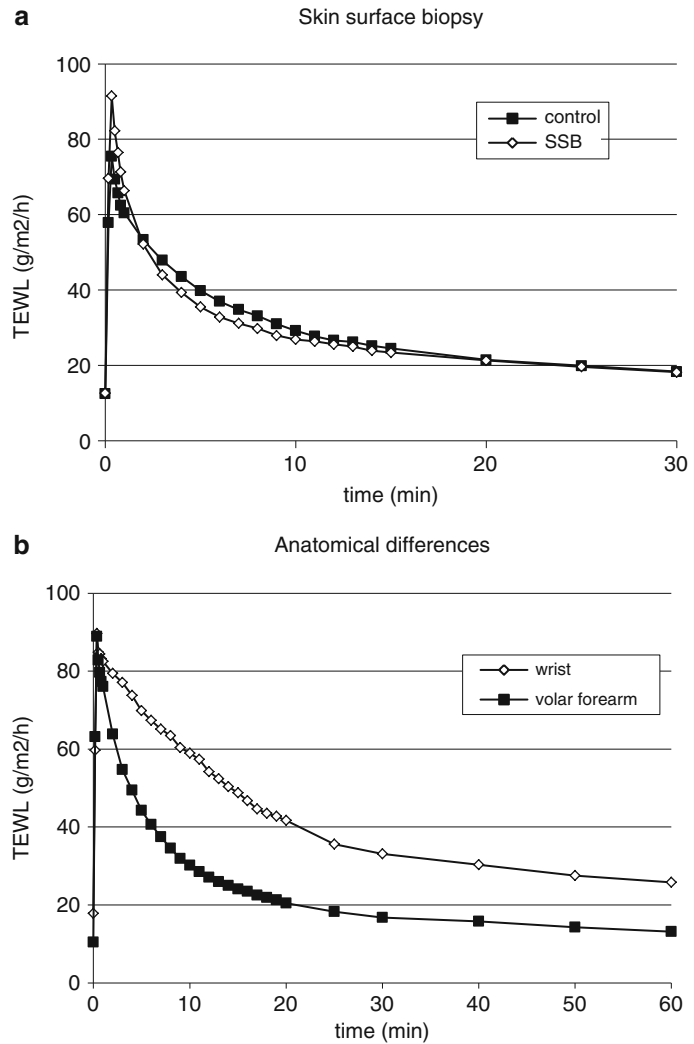 a
Skin surface biopsy
100
80
60
40
20
0
TEWL (g/m2/h)
control
SSB
0 10 20 30
time (min)
b
Anatomical differences
100
80
60
40
20
0
TEWL (g/m2/h)
wrist
volar forearm
0 10 20 30 40 50 60
time (min)